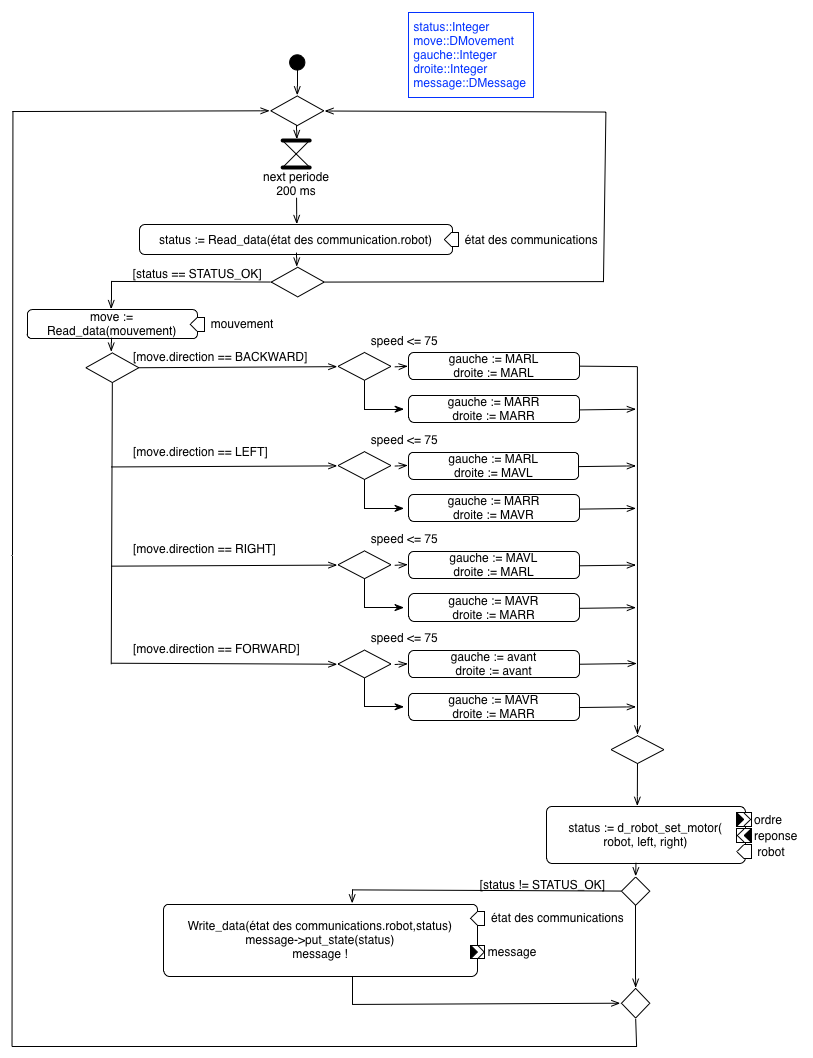 status::Integer
move::DMovement
gauche::Integer
droite::Integer
message::DMessage
next periode
200 ms
status := Read_data(état des communication.robot)
état des communications
[status == STATUS_OK]
move :=
Read_data(mouvement)
mouvement
speed <= 75
[move.direction == BACKWARD]
gauche := MARL
droite := MARL
gauche := MARR
droite := MARR
speed <= 75
[move.direction == LEFT]
gauche := MARL
droite := MAVL
gauche := MARR
droite := MAVR
speed <= 75
[move.direction == RIGHT]
gauche := MAVL
droite := MARL
gauche := MAVR
droite := MARR
speed <= 75
[move.direction == FORWARD]
gauche := avant
droite := avant
gauche := MAVR
droite := MARR
status := d_robot_set_motor(
robot, left, right)
ordre
reponse
robot
[status != STATUS_OK]
Write_data(état des communications.robot,status)
message->put_state(status)
message !
état des communications
message